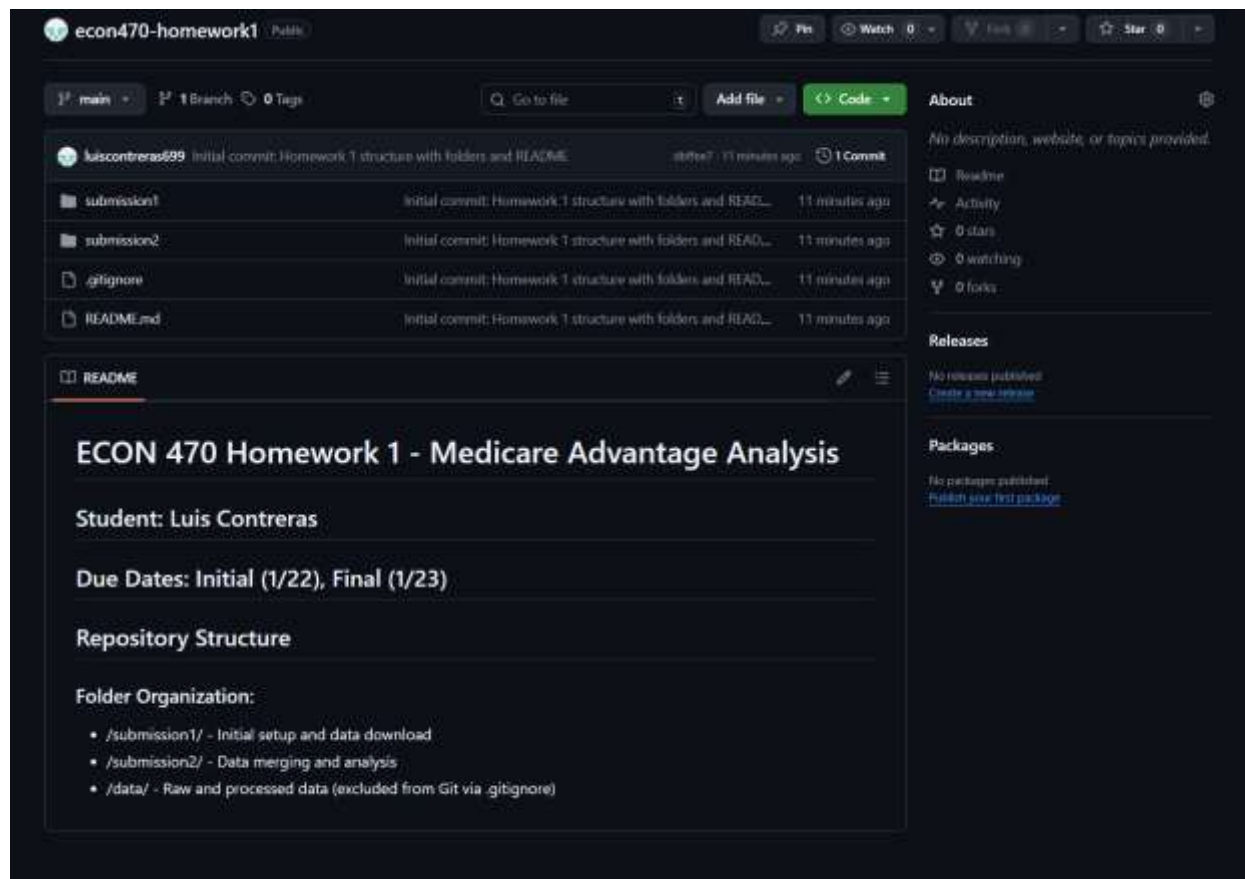 econ470-homework1 Public
Pin
Watch 0
Fork
Star 0
main
1 Branch
0 Tags
Go to file
t
Add file
Code
luiscontreras699 Initial commit: Homework 1 structure with folders and README
11 minutes ago
1 Commit
submission1 Initial commit: Homework 1 structure with folders and READ... 11 minutes ago
submission2 Initial commit: Homework 1 structure with folders and READ... 11 minutes ago
.gitignore Initial commit: Homework 1 structure with folders and READ... 11 minutes ago
README.md Initial commit: Homework 1 structure with folders and READ... 11 minutes ago
README
ECON 470 Homework 1 - Medicare Advantage Analysis
Student: Luis Contreras
Due Dates: Initial (1/22), Final (1/23)
Repository Structure
Folder Organization:
• /submission1/ - Initial setup and data download
• /submission2/ - Data merging and analysis
• /data/ - Raw and processed data (excluded from Git via .gitignore)
About
No description, website, or topics provided.
Readme
Activity
0 stars
0 watching
0 forks
Releases
No releases published
Create a new release
Packages
No packages published
Publish your first package